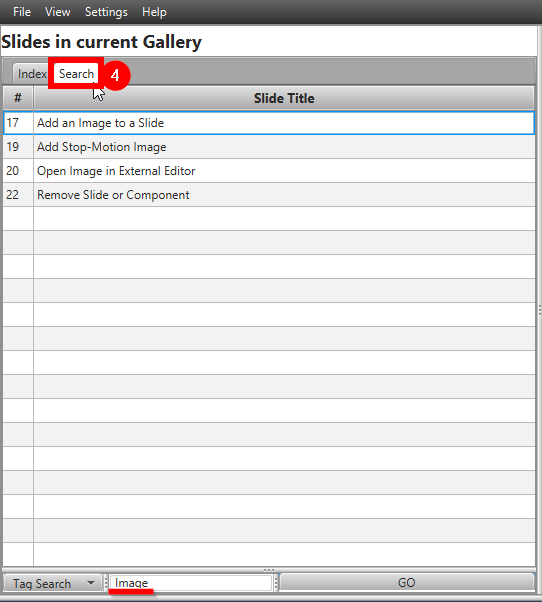 File View Settings Help
Slides in current Gallery
Index Search 4
# Slide Title
17 Add an Image to a Slide
19 Add Stop-Motion Image
20 Open Image in External Editor
22 Remove Slide or Component
Tag Search Image GO